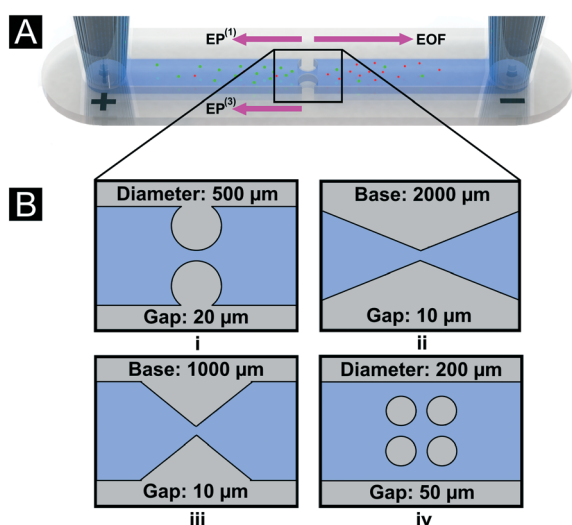 A
EP(1)
EOF
+
−
EP(3)
B
Diameter: 500 µm
Gap: 20 µm
i
Base: 2000 µm
Gap: 10 µm
ii
Base: 1000 µm
Gap: 10 µm
iii
Diameter: 200 µm
Gap: 50 µm
iv